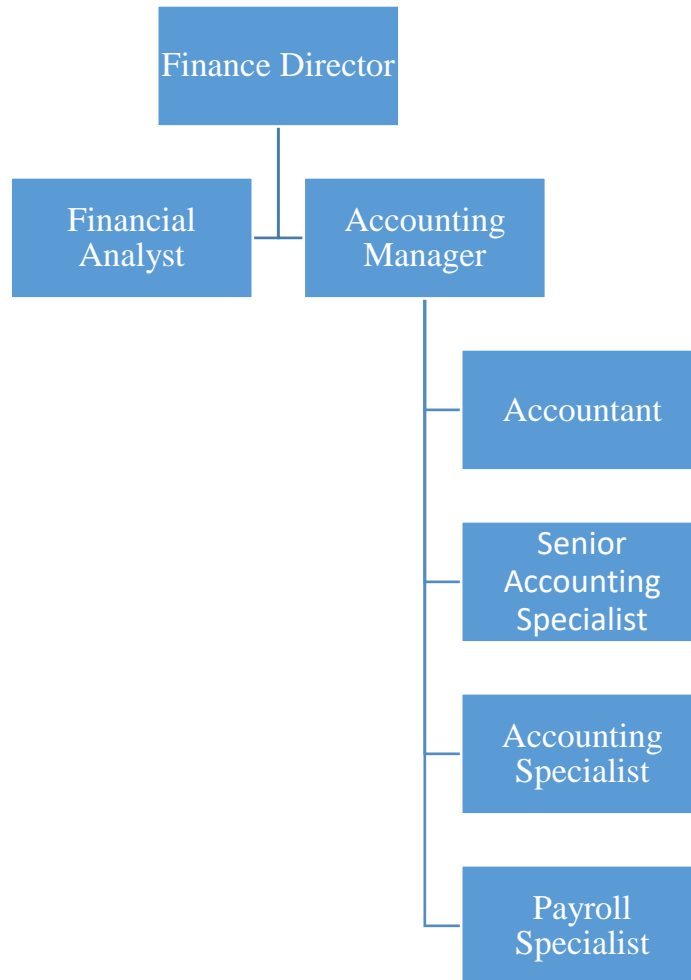 Finance Director
Financial
Analyst
Accounting
Manager
Accountant
Senior
Accounting
Specialist
Accounting
Specialist
Payroll
Specialist